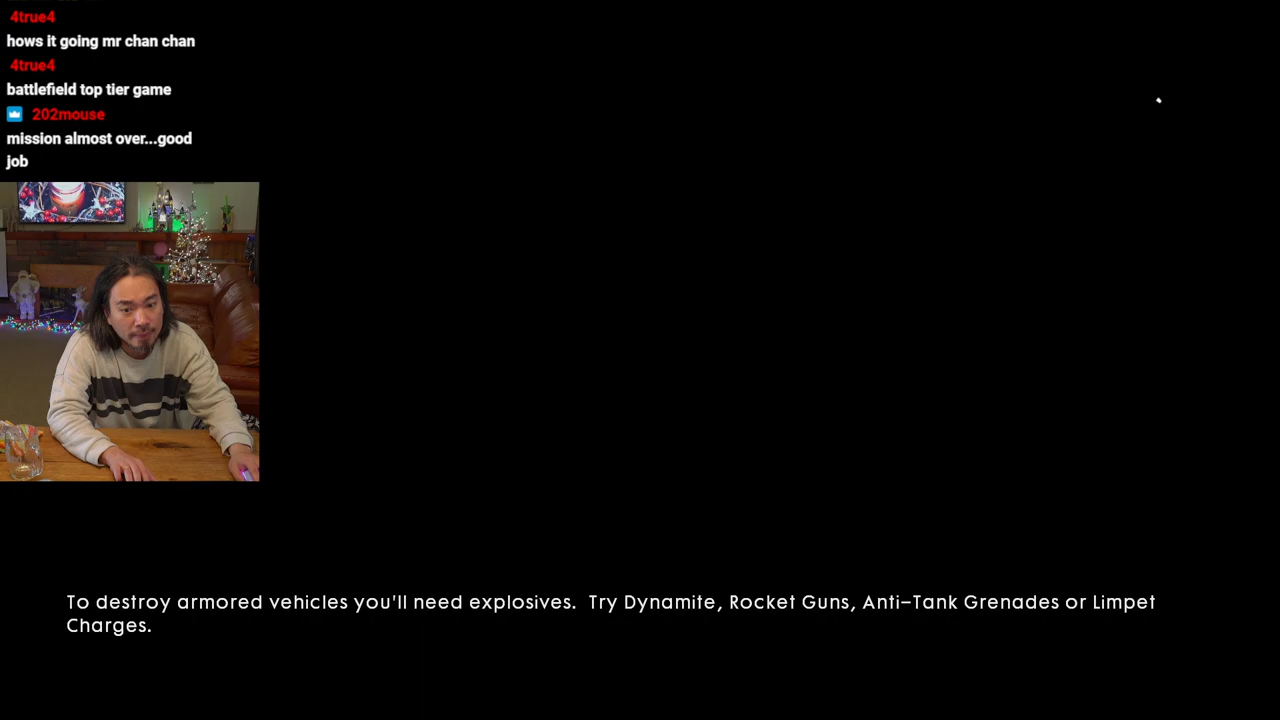 4true4
hows it going mr chan chan
4true4
battlefield top tier game
202mouse
mission almost over...good
job
To destroy armored vehicles you'll need explosives.  Try Dynamite, Rocket Guns, Anti-Tank Grenades or Limpet
Charges.